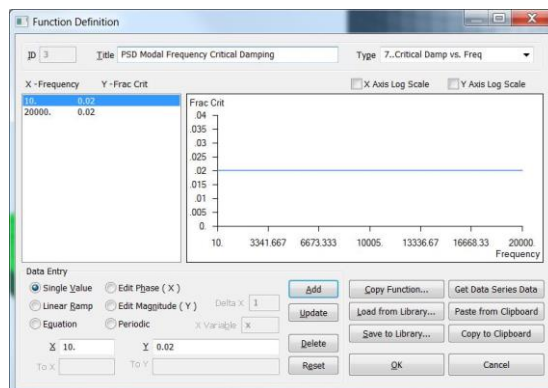 Function Definition
ID 3 Title PSD Modal Frequency Critical Damping Type 7..Critical Damp vs. Freq
X -Frequency Y -Frac Crit X Axis Log Scale Y Axis Log Scale
10. 0.02
20000. 0.02
Frac Crit
.04
.035
.03
.025
.02
.015
.01
.005
0.
10. 3341.667 6673.333 10005. 13336.67 16668.33 20000.
Frequency
Data Entry
Single Value Edit Phase ( X ) Add Copy Function... Get Data Series Data
Linear Ramp Edit Magnitude ( Y ) Delta X 1 Update Load from Library... Paste from Clipboard
Equation Periodic X Variable x Save to Library... Copy to Clipboard
X 10. Y 0.02 Delete
To X To Y Reset OK Cancel